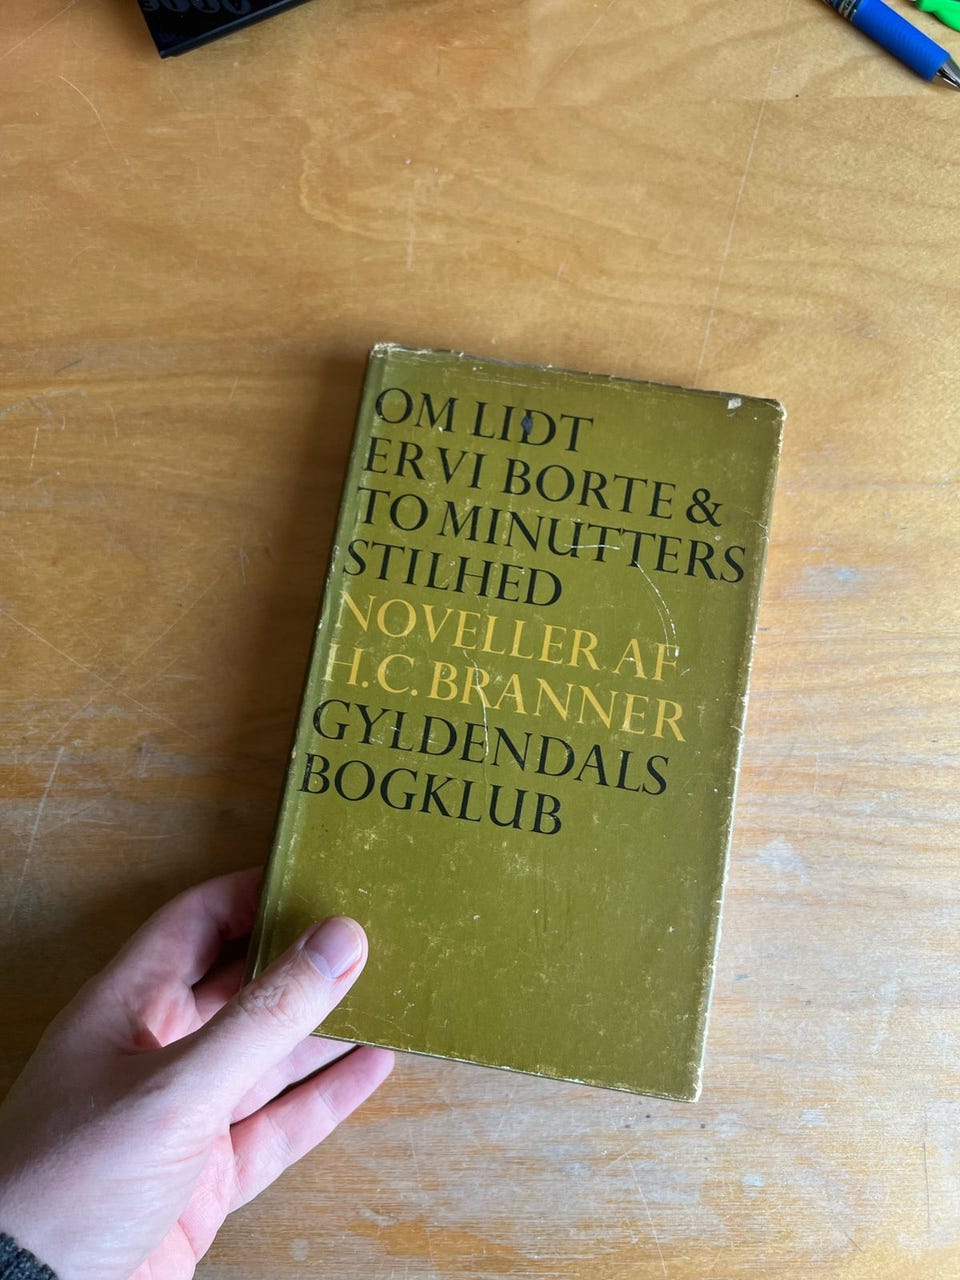 OM LIDT
ER VI BORTE &
TO MINUTTERS
STILHED
NOVELLER AF
H.C. BRANNER
GYLDENDALS
BOGKLUB